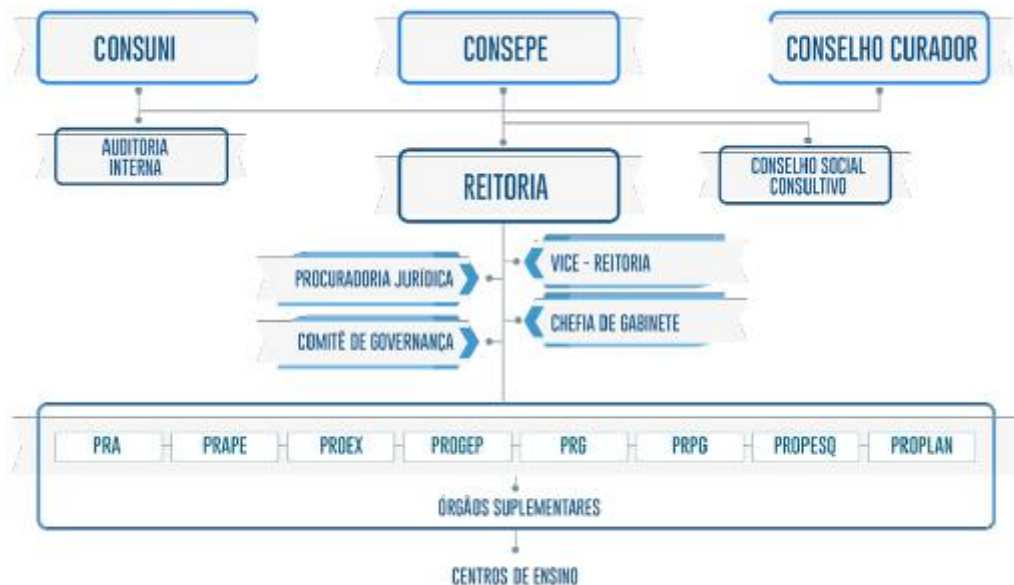 CONSUNI
CONSEPE
CONSELHO CURADOR
AUDITORIA
INTERNA
REITORIA
CONSELHO SOCIAL
CONSULTIVO
PROCURADORIA JURÍDICA
VICE - REITORIA
COMITÊ DE GOVERNANÇA
CHEFIA DE GABINETE
PRA
PRAPE
PROEX
PROGEP
PRG
PRPG
PROPESQ
PROPLAN
ÓRGÃOS SUPLEMENTARES
CENTROS DE ENSINO